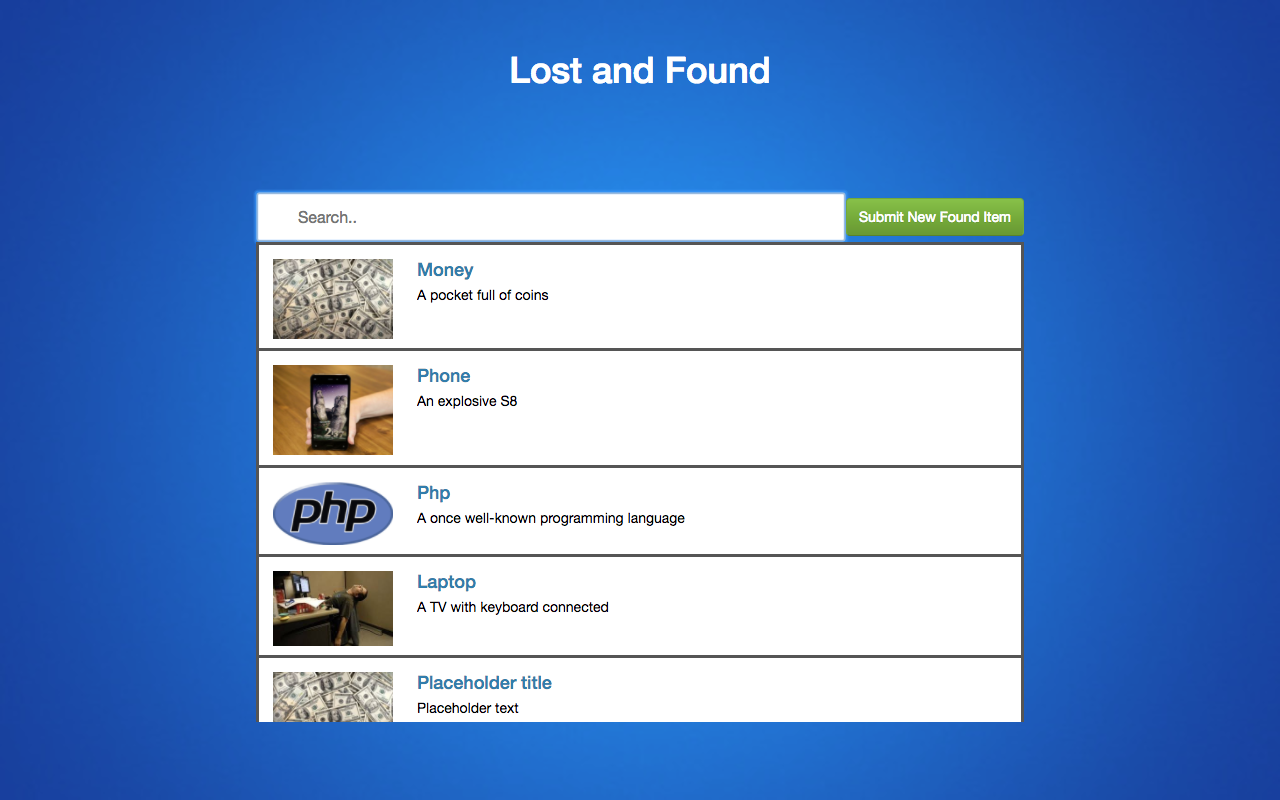 Lost and Found
Search..
Submit New Found Item
Money
A pocket full of coins
Phone
An explosive S8
php
Php
A once well-known programming language
Laptop
A TV with keyboard connected
Placeholder title
Placeholder text